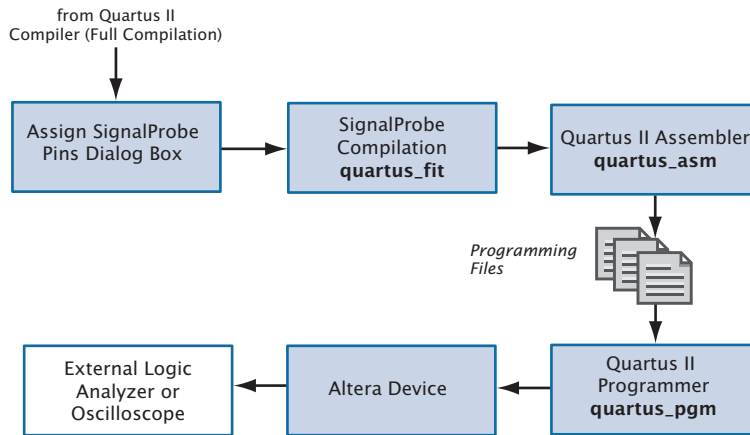 from Quartus II
Compiler (Full Compilation)
Assign SignalProbe
Pins Dialog Box
SignalProbe
Compilation
quartus_fit
Quartus II Assembler
quartus_asm
Programming
Files
External Logic
Analyzer or
Oscilloscope
Altera Device
Quartus II
Programmer
quartus_pgm